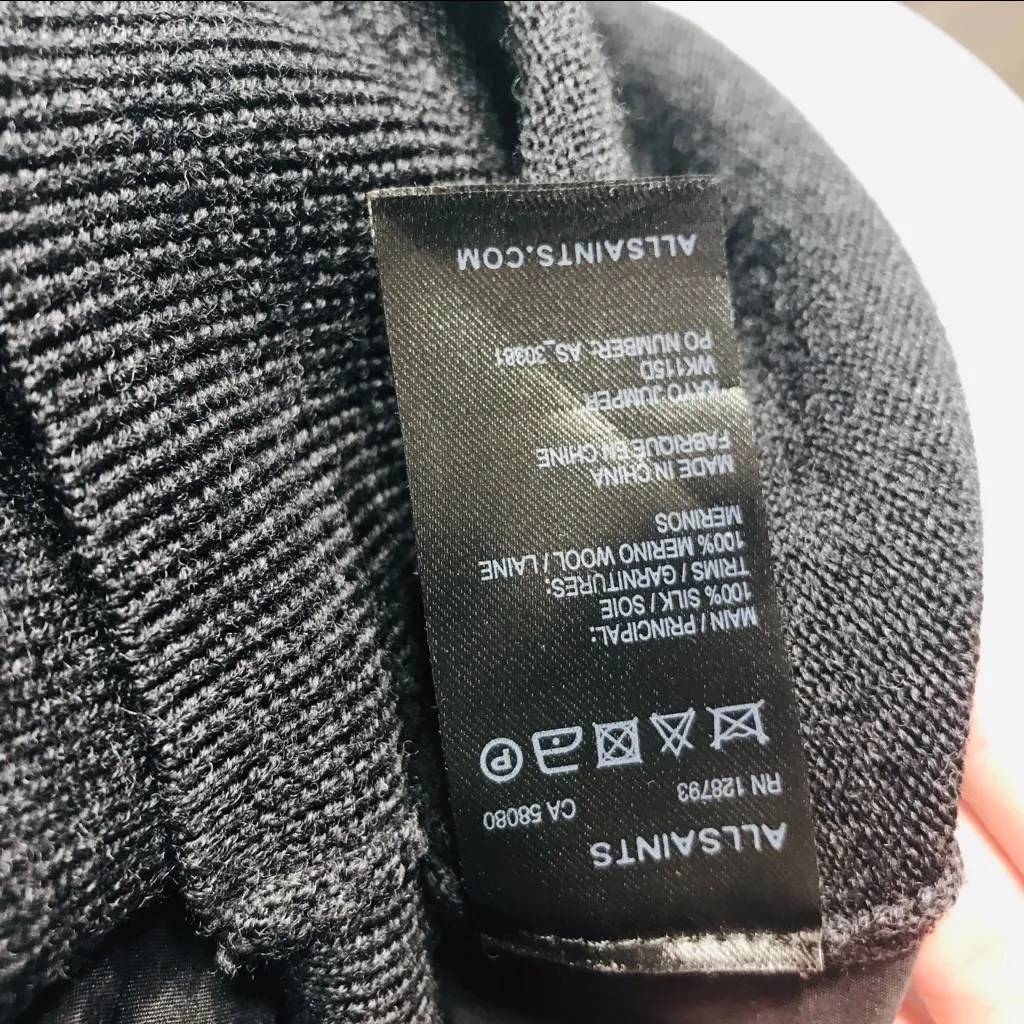 ALLSAINTS
RN 128793 CA 58080
P
MAIN / PRINCIPAL:
100% SILK / SOIE
TRIMS / GARNITURES:
100% MERINO WOOL / LAINE
MERINOS
MADE IN CHINA
FABRIQUE EN CHINE
KYTO JUMPER
WK115D
PO NUMBER: AS_30381
ALLSAINTS.COM